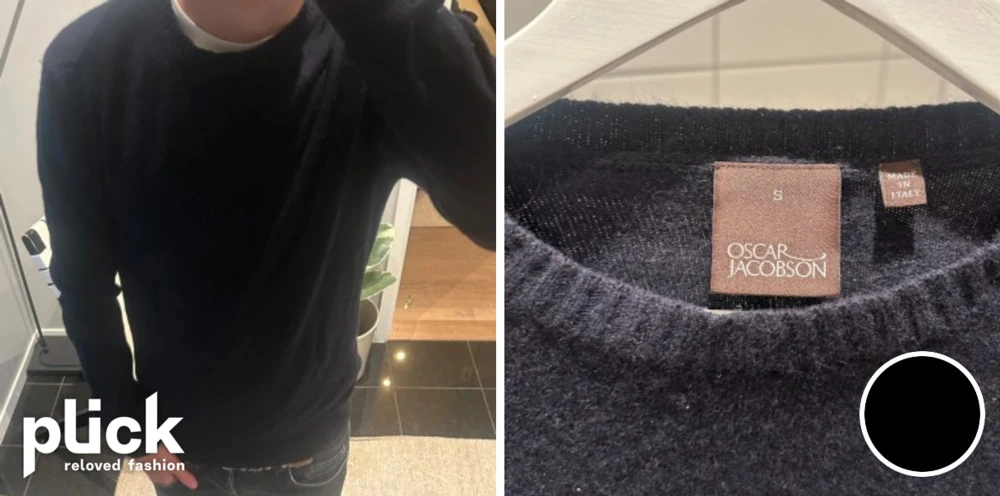 plick
reloved fashion
S
OSCAR
JACOBSON
MADE
IN
ITALY